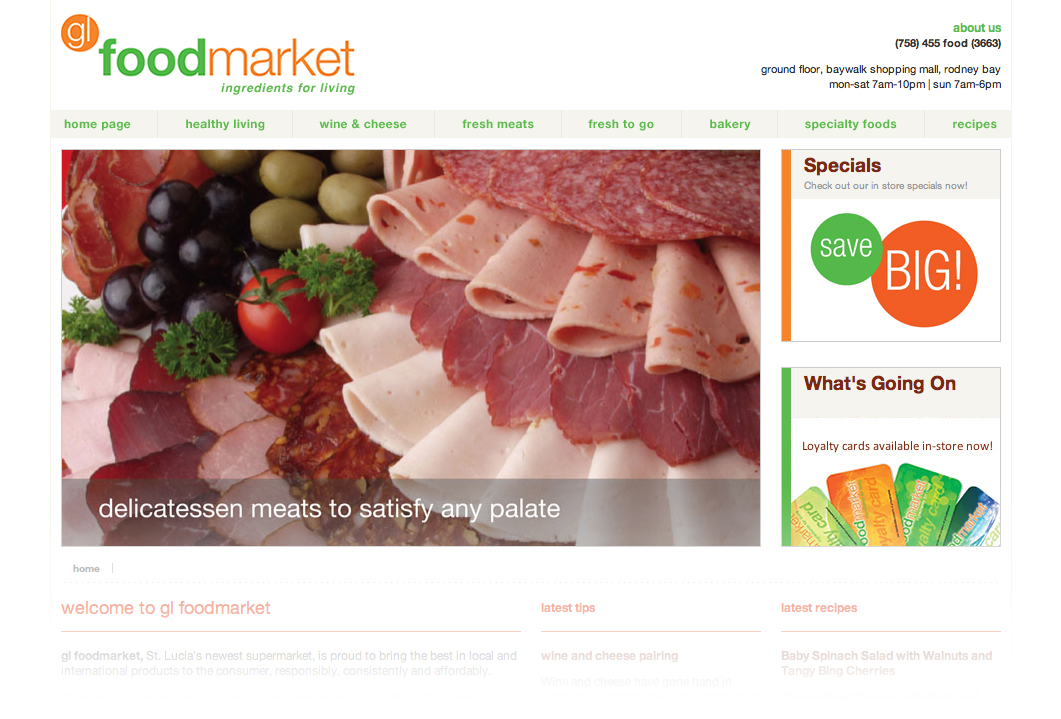 gl
foodmarket
ingredients for living
about us
(758) 455 food (3663)
ground floor, baywalk shopping mall, rodney bay
mon-sat 7am-10pm | sun 7am-6pm
home page
healthy living
wine & cheese
fresh meats
fresh to go
bakery
specialty foods
recipes
delicatessen meats to satisfy any palate
Specials
Check out our in store specials now!
save
BIG!
What's Going On
Loyalty cards available in-store now!
home
welcome to gl foodmarket
gl foodmarket, St. Lucia's newest supermarket, is proud to bring the best in local and
international products to the consumer, responsibly, consistently and affordably.
latest tips
wine and cheese pairing
Wine and cheese have gone hand in
latest recipes
Baby Spinach Salad with Walnuts and
Tangy Bing Cherries